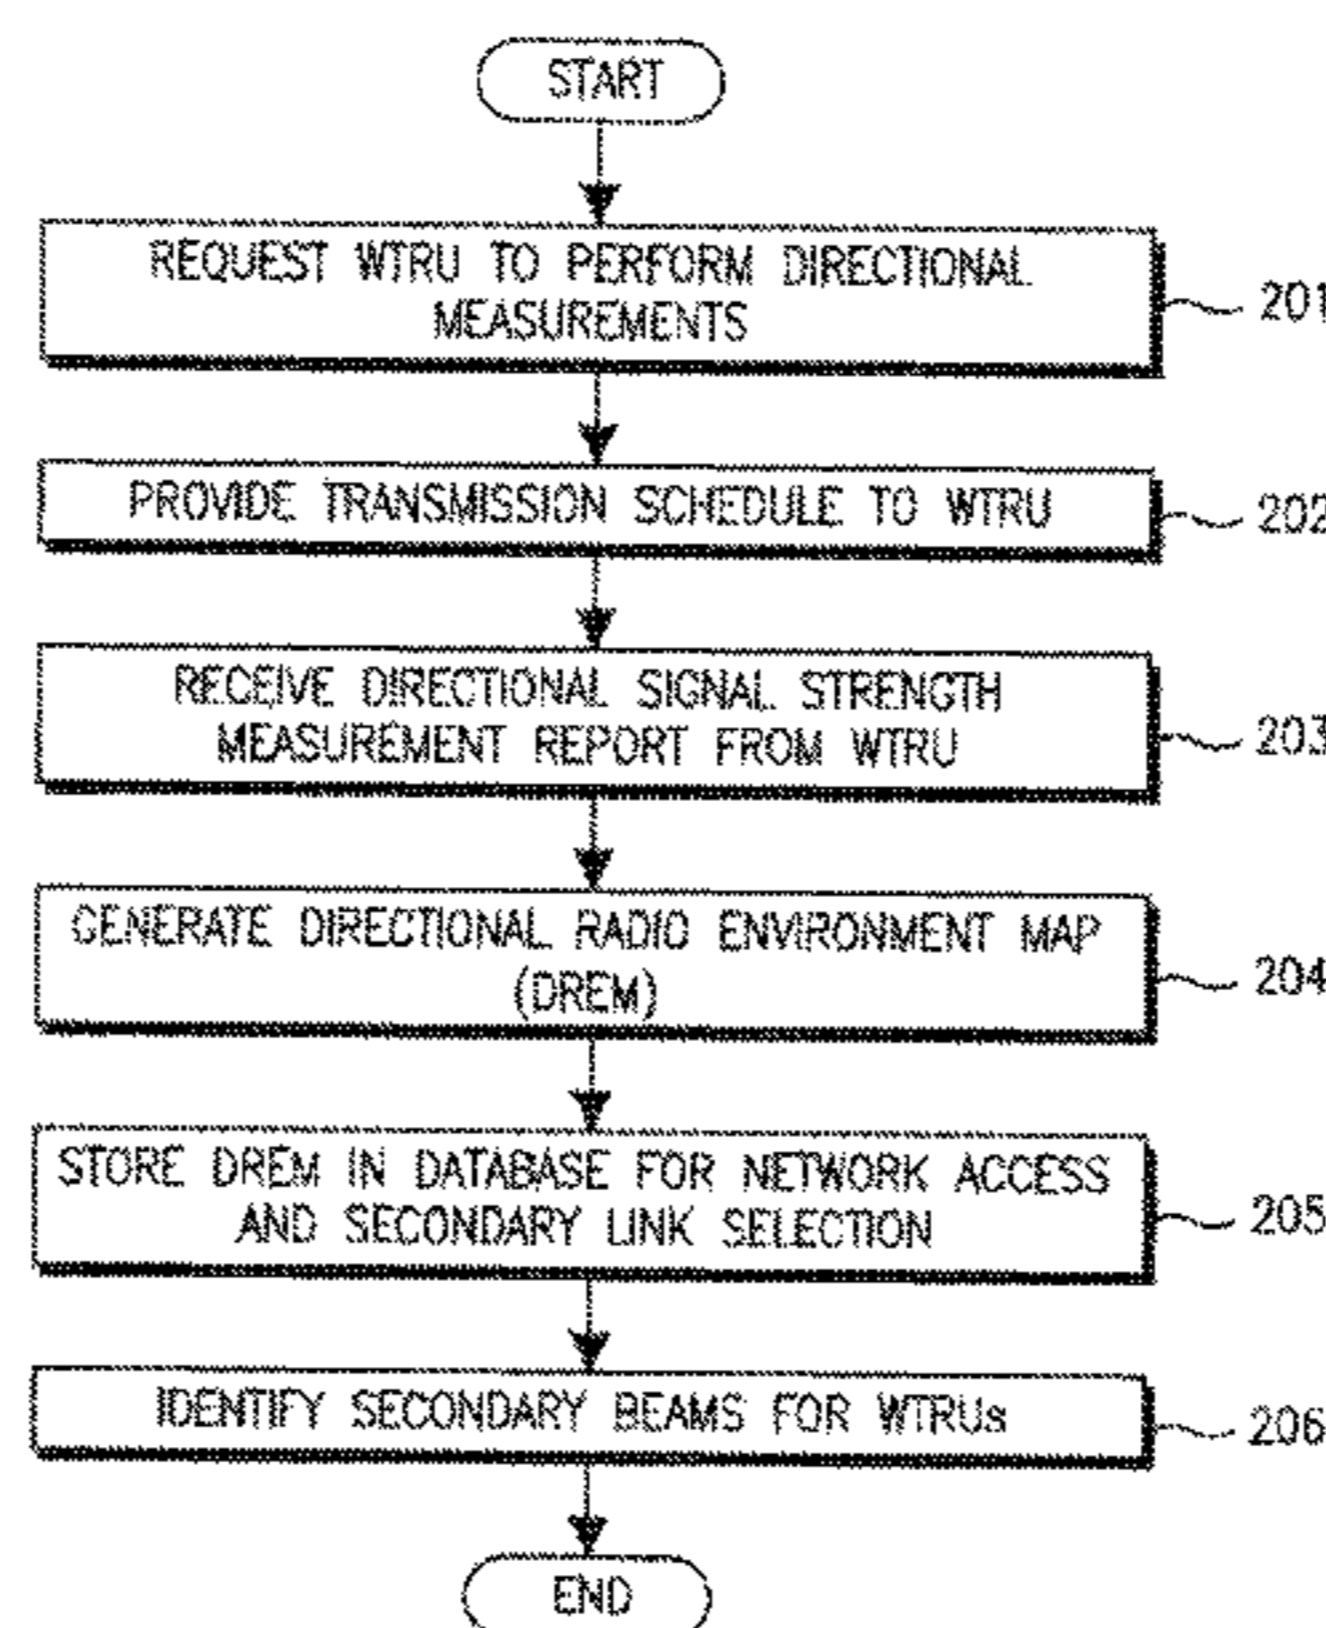 START
REQUEST WTRU TO PERFORM DIRECTIONAL
MEASUREMENTS
201
PROVIDE TRANSMISSION SCHEDULE TO WTRU
202
RECEIVE DIRECTIONAL SIGNAL STRENGTH
MEASUREMENT REPORT FROM WTRU
203
GENERATE DIRECTIONAL RADIO ENVIRONMENT MAP
(DREM)
204
STORE DREM IN DATABASE FOR NETWORK ACCESS
AND SECONDARY LINK SELECTION
205
IDENTIFY SECONDARY BEAMS FOR WTRUs
206
END